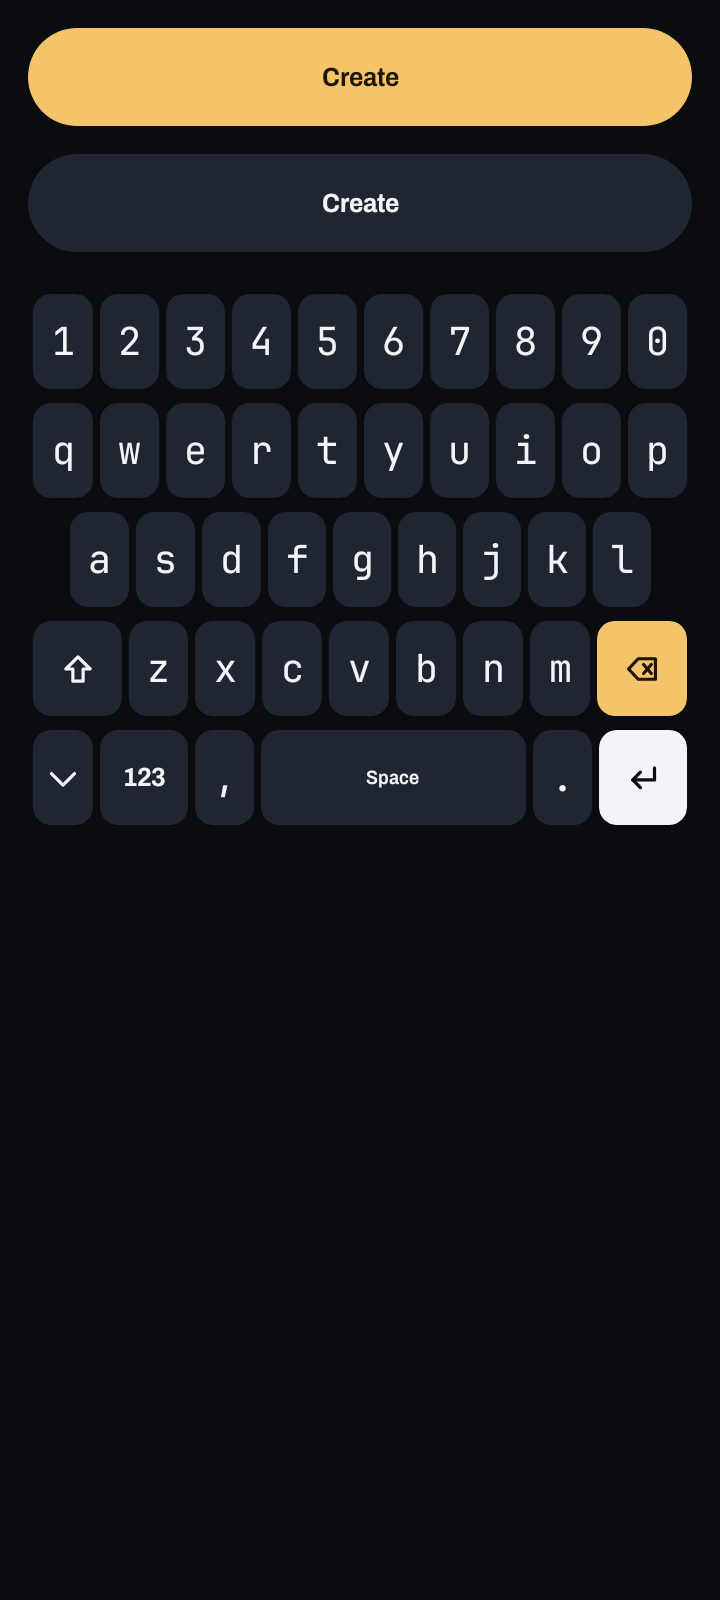 Create
Create
1 2 3 4 5 6 7 8 9 0
q w e r t y u i o p
a s d f g h j k l
z x c v b n m
123 , Space .